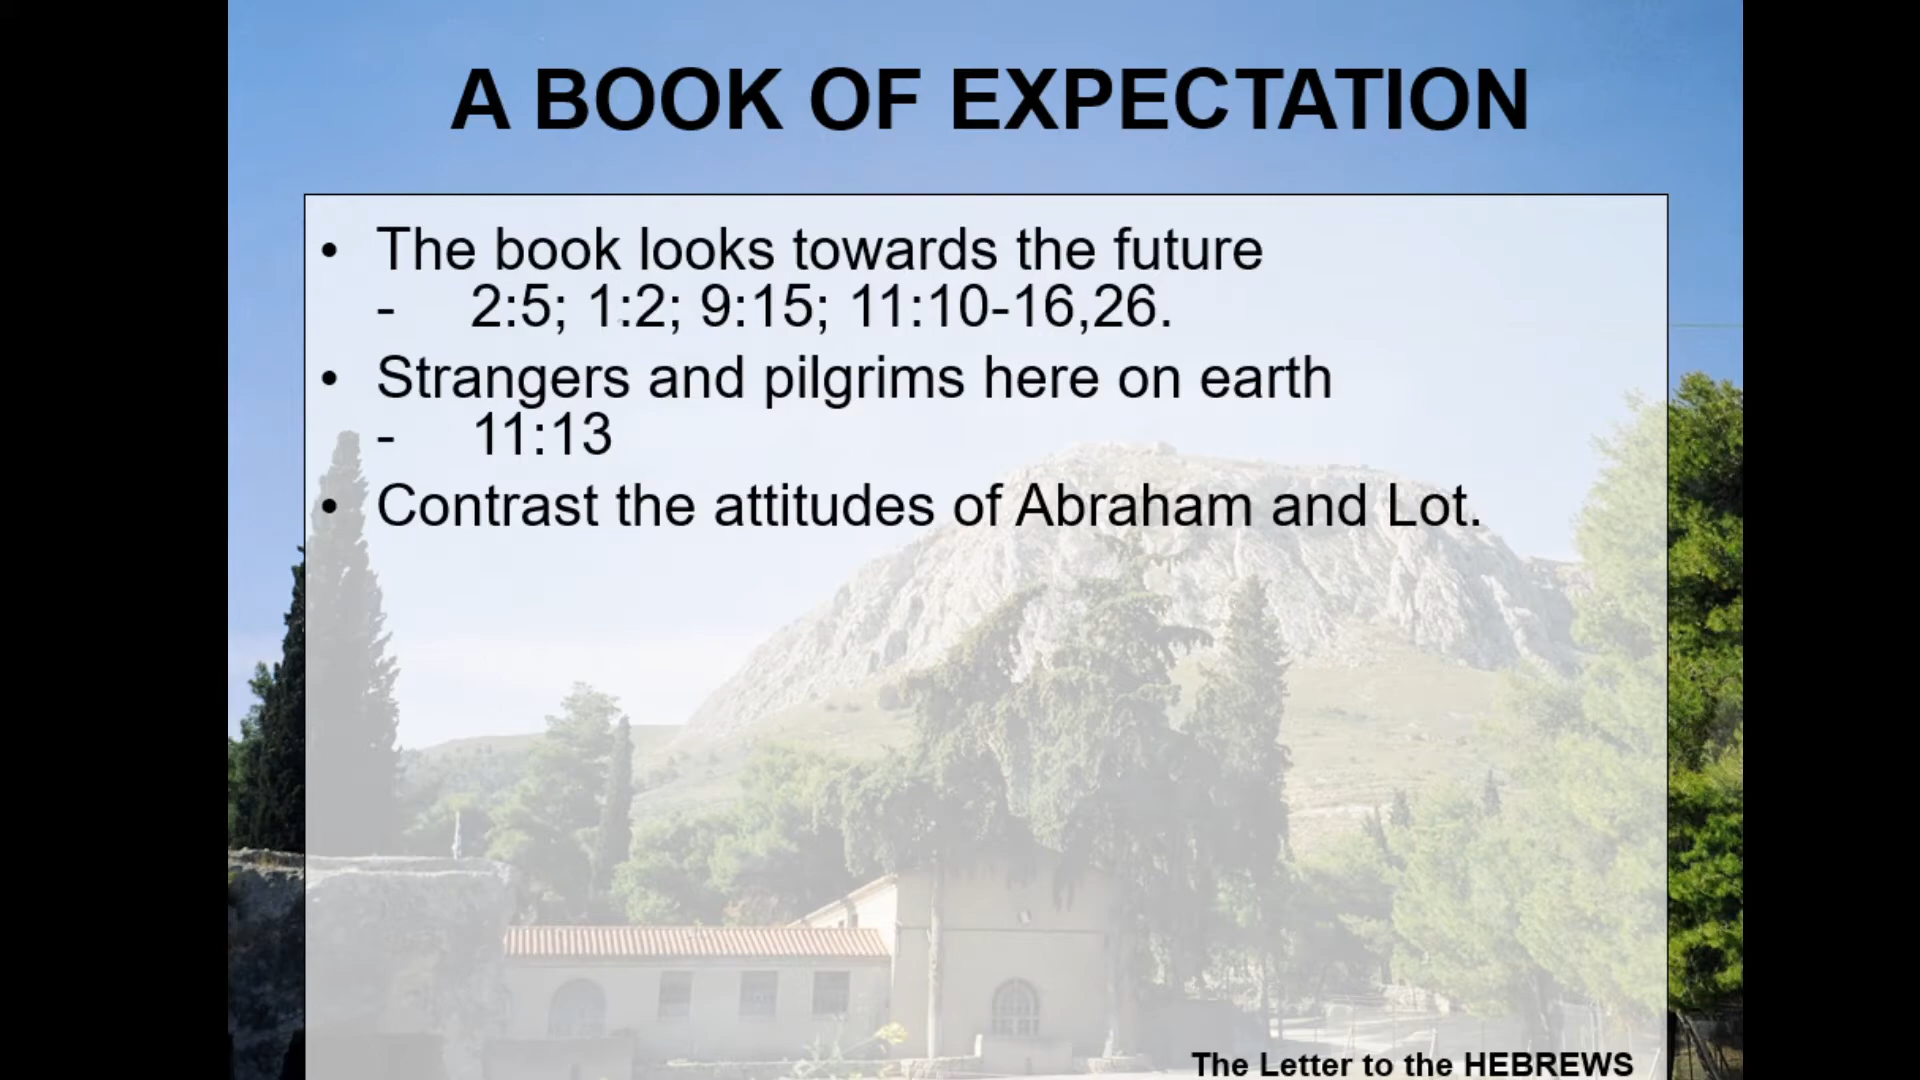 A BOOK OF EXPECTATION
• The book looks towards the future
- 2:5; 1:2; 9:15; 11:10-16,26.
• Strangers and pilgrims here on earth
- 11:13
• Contrast the attitudes of Abraham and Lot.
The Letter to the HEBREWS